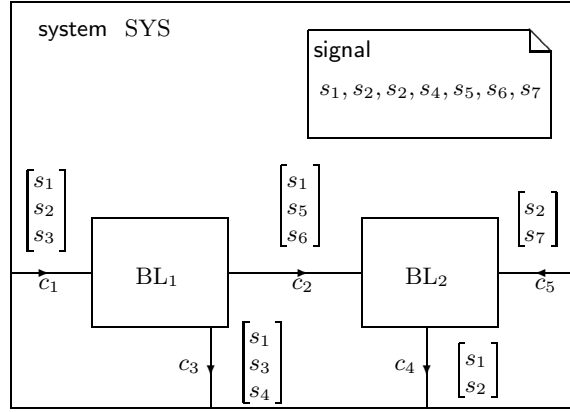 system SYS
signal
s₁, s₂, s₂, s₄, s₅, s₆, s₇
[s₁
s₂
s₃]
[s₁
s₅
s₆]
[s₂
s₇]
BL₁
BL₂
c₁
c₂
c₅
c₃
[s₁
s₃
s₄]
c₄
[s₁
s₂]